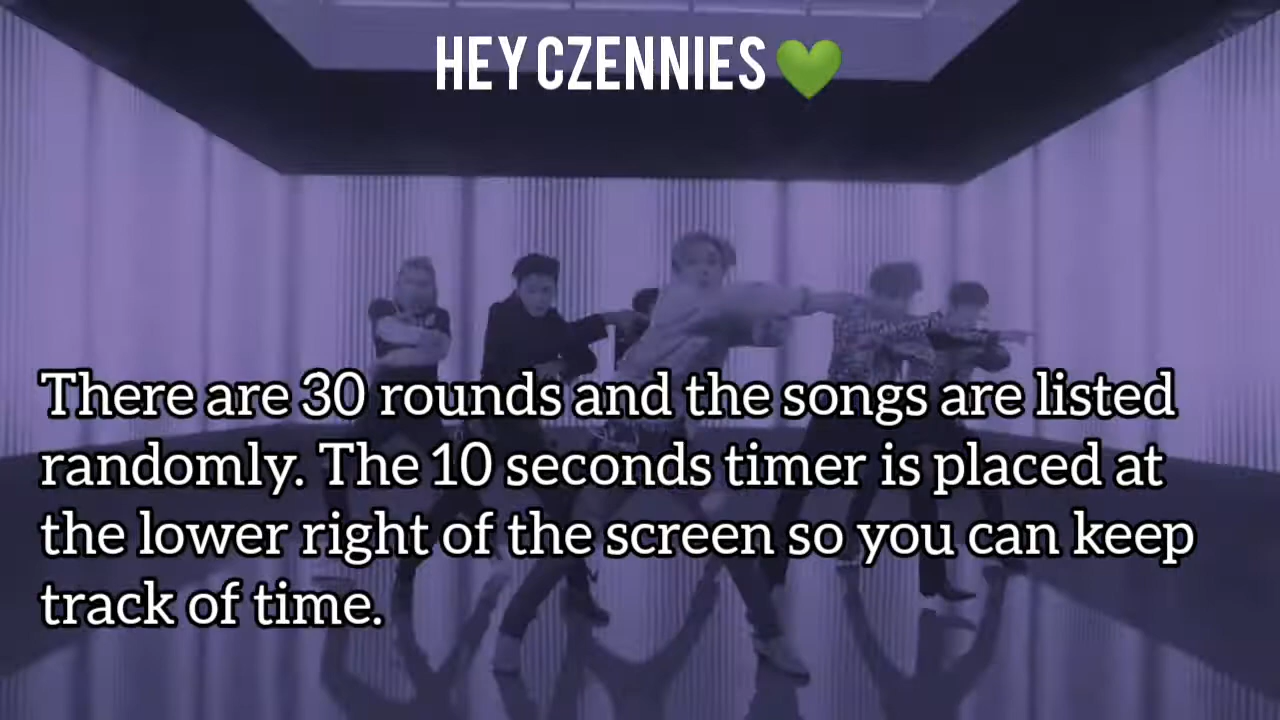 HEY CZENNIES 💚
There are 30 rounds and the songs are listed
randomly. The 10 seconds timer is placed at
the lower right of the screen so you can keep
track of time.